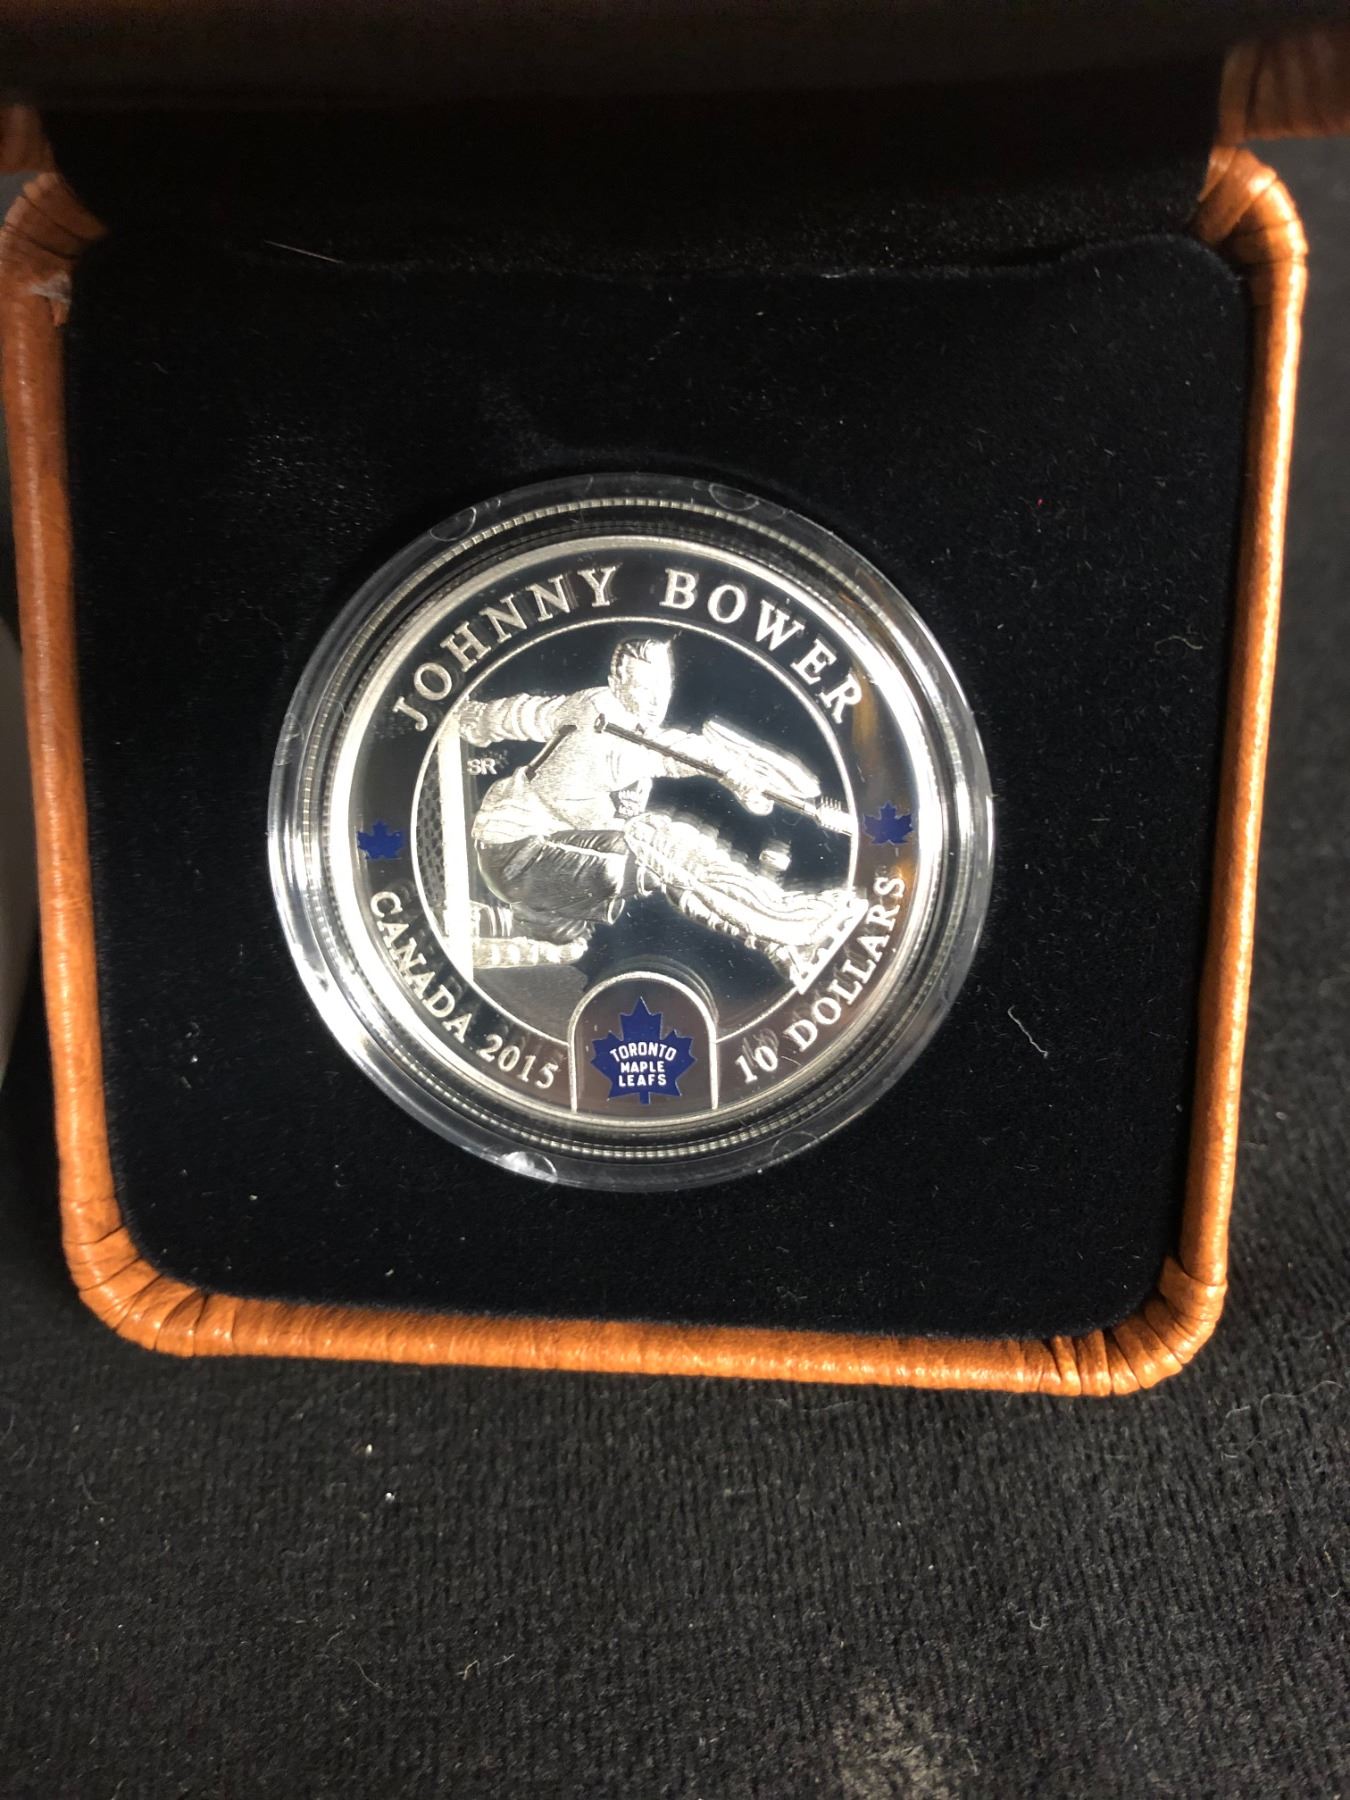 JOHNNY BOWER
SR
CANADA 2015
10 DOLLARS
TORONTO
MAPLE
LEAFS